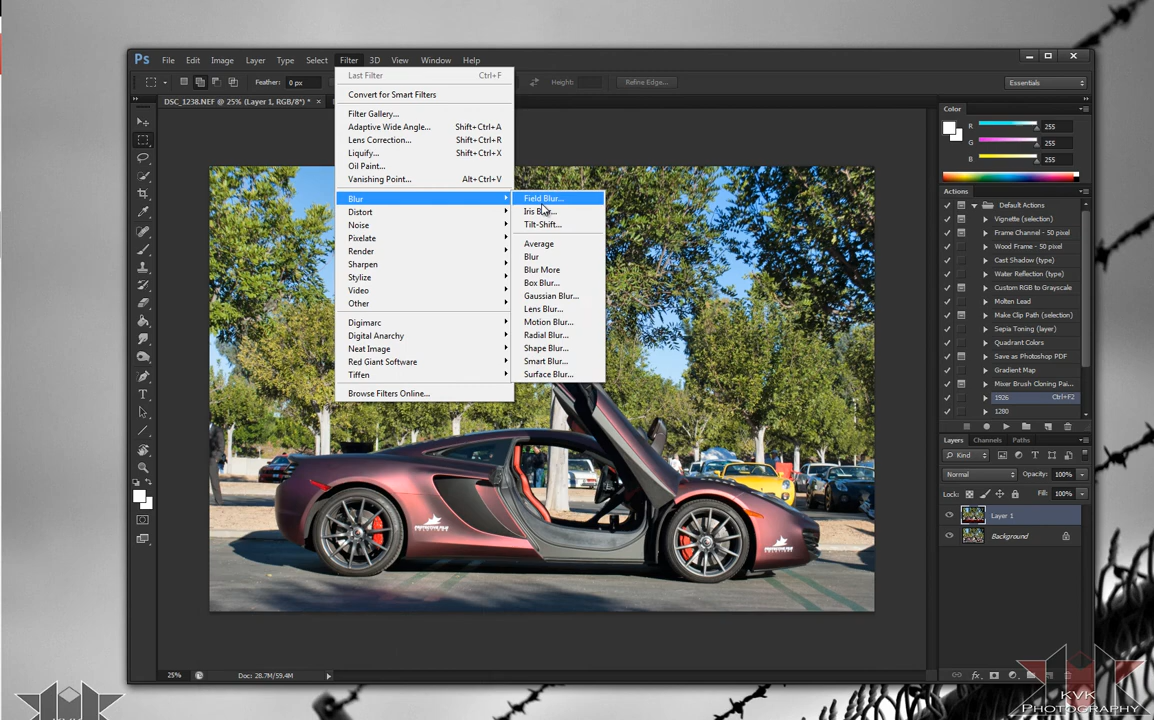 Ps File Edit Image Layer Type Select Filter 3D View Window Help
Feather: 0 px
Height:
Refine Edge...
Essentials
DSC_1238.NEF @ 25% (Layer 1, RGB/8*) *
Last Filter Ctrl+F
Convert for Smart Filters
Filter Gallery...
Adaptive Wide Angle... Shift+Ctrl+A
Lens Correction... Shift+Ctrl+R
Liquify... Shift+Ctrl+X
Oil Paint...
Vanishing Point... Alt+Ctrl+V
Blur
Distort
Noise
Pixelate
Render
Sharpen
Stylize
Video
Other
Digimarc
Digital Anarchy
Neat Image
Red Giant Software
Tiffen
Browse Filters Online...
Field Blur...
Iris Blur...
Tilt-Shift...
Average
Blur
Blur More
Box Blur...
Gaussian Blur...
Lens Blur...
Motion Blur...
Radial Blur...
Shape Blur...
Smart Blur...
Surface Blur...
Color
R 255
G 255
B 255
Actions
Default Actions
Vignette (selection)
Frame Channel - 50 pixel
Wood Frame - 50 pixel
Cast Shadow (type)
Water Reflection (type)
Custom RGB to Grayscale
Molten Lead
Make Clip Path (selection)
Sepia Toning (layer)
Quadrant Colors
Save as Photoshop PDF
Gradient Map
Mixer Brush Cloning Pai...
1926 Ctrl+F2
1280
Layers Channels Paths
Kind
Normal Opacity: 100%
Lock: Fill: 100%
Layer 1
Background
25% Doc: 28.7M/59.4M
fx
KVK
PHOTOGRAPHY